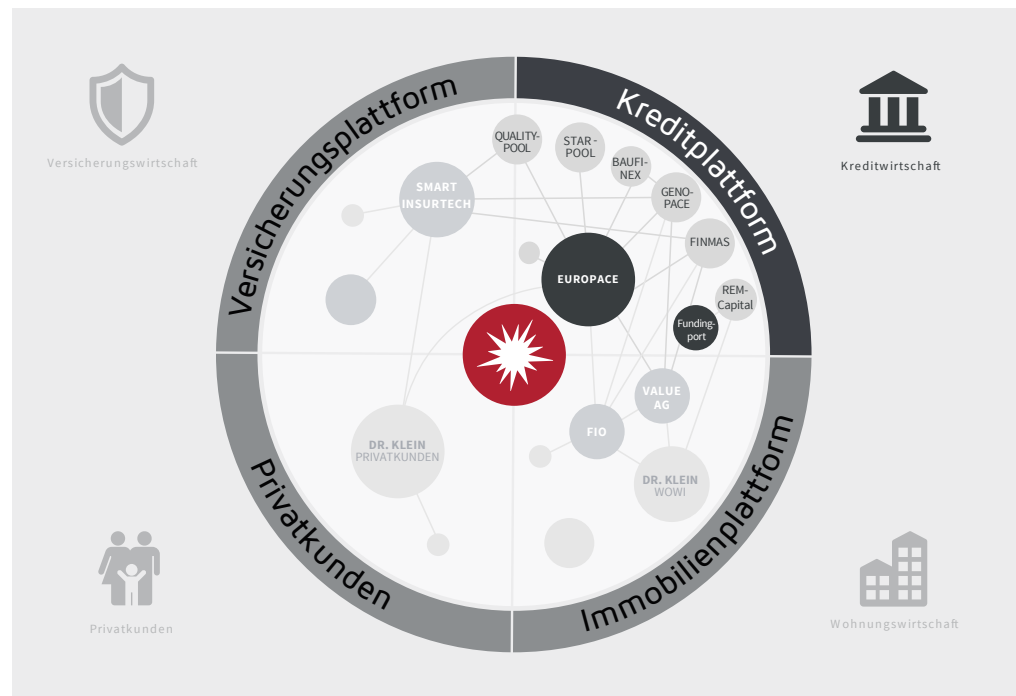 Versicherungsplattform
Kreditplattform
Versicherungswirtschaft
Kreditwirtschaft
QUALITY-
POOL
STAR-
POOL
BAUFI-
NEX
GENO-
PACE
SMART
INSURTECH
FINMAS
EUROPACE
REM-
Capital
Funding-
port
VALUE
AG
FIO
DR. KLEIN
PRIVATKUNDEN
DR. KLEIN
WOWI
Privatkunden
Immobilienplattform
Privatkunden
Wohnungswirtschaft